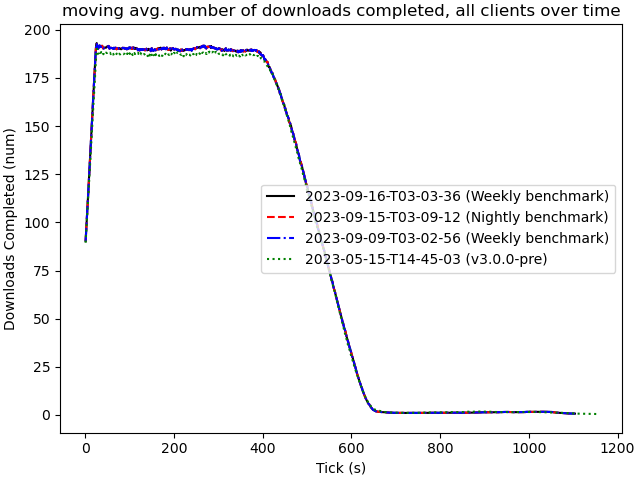 moving avg. number of downloads completed, all clients over time
200
175
150
125
100
75
50
25
0
Downloads Completed (num)
2023-09-16-T03-03-36 (Weekly benchmark)
2023-09-15-T03-09-12 (Nightly benchmark)
2023-09-09-T03-02-56 (Weekly benchmark)
2023-05-15-T14-45-03 (v3.0.0-pre)
0 200 400 600 800 1000 1200
Tick (s)